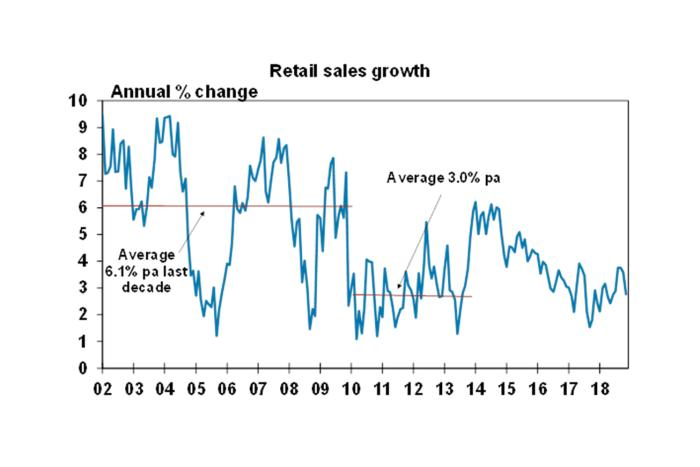 Retail sales growth
Annual % change
10
9
8
7
6
5
4
3
2
1
0
Average 3.0% pa
Average
6.1% pa last
decade
02 03 04 05 06 07 08 09 10 11 12 13 14 15 16 17 18